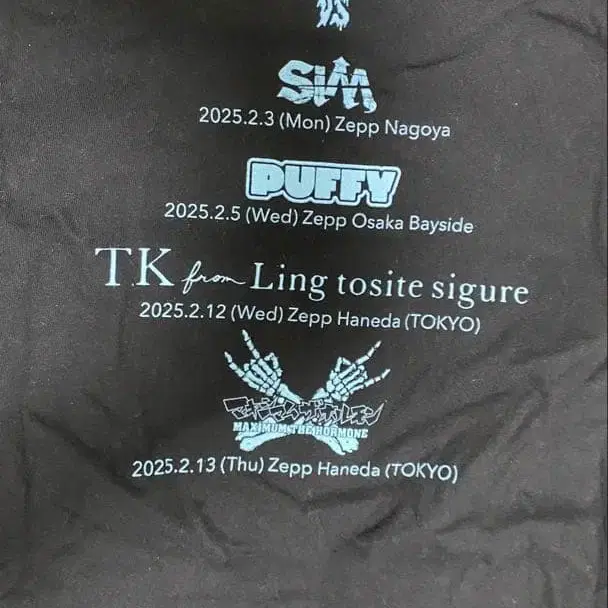 VS
SiM
2025.2.3 (Mon) Zepp Nagoya
PUFFY
2025.2.5 (Wed) Zepp Osaka Bayside
TK from Ling tosite sigure
2025.2.12 (Wed) Zepp Haneda (TOKYO)
マキシマム ザ ホルモン
MAXIMUM THE HORMONE
2025.2.13 (Thu) Zepp Haneda (TOKYO)